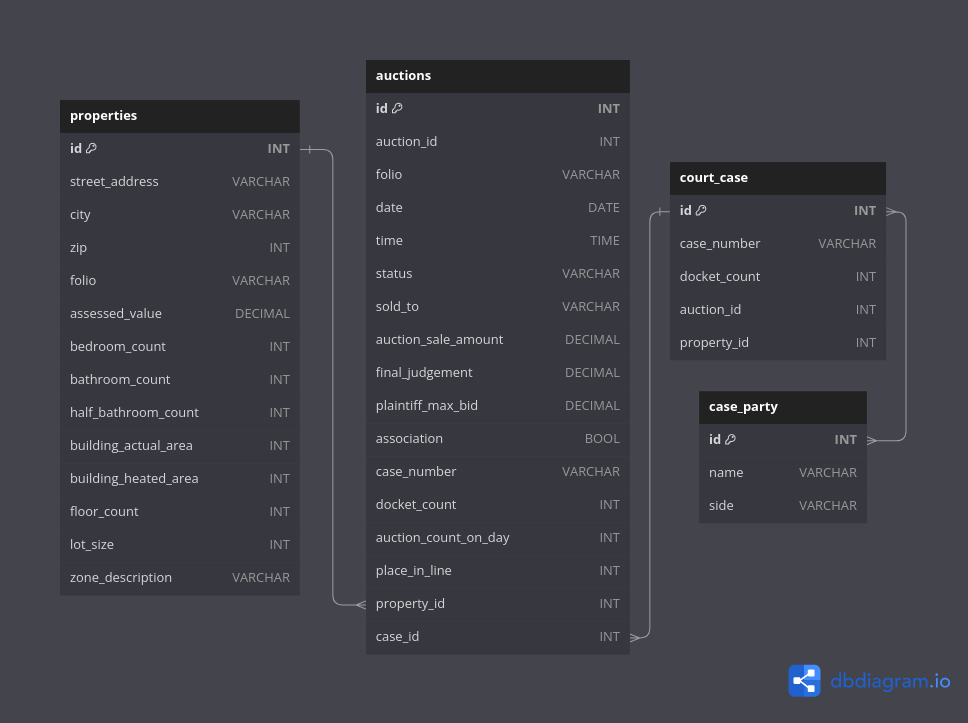 properties
id INT
street_address VARCHAR
city VARCHAR
zip INT
folio VARCHAR
assessed_value DECIMAL
bedroom_count INT
bathroom_count INT
half_bathroom_count INT
building_actual_area INT
building_heated_area INT
floor_count INT
lot_size INT
zone_description VARCHAR
auctions
id INT
auction_id INT
folio VARCHAR
date DATE
time TIME
status VARCHAR
sold_to VARCHAR
auction_sale_amount DECIMAL
final_judgement DECIMAL
plaintiff_max_bid DECIMAL
association BOOL
case_number VARCHAR
docket_count INT
auction_count_on_day INT
place_in_line INT
property_id INT
case_id INT
court_case
id INT
case_number VARCHAR
docket_count INT
auction_id INT
property_id INT
case_party
id INT
name VARCHAR
side VARCHAR
dbdiagram.io